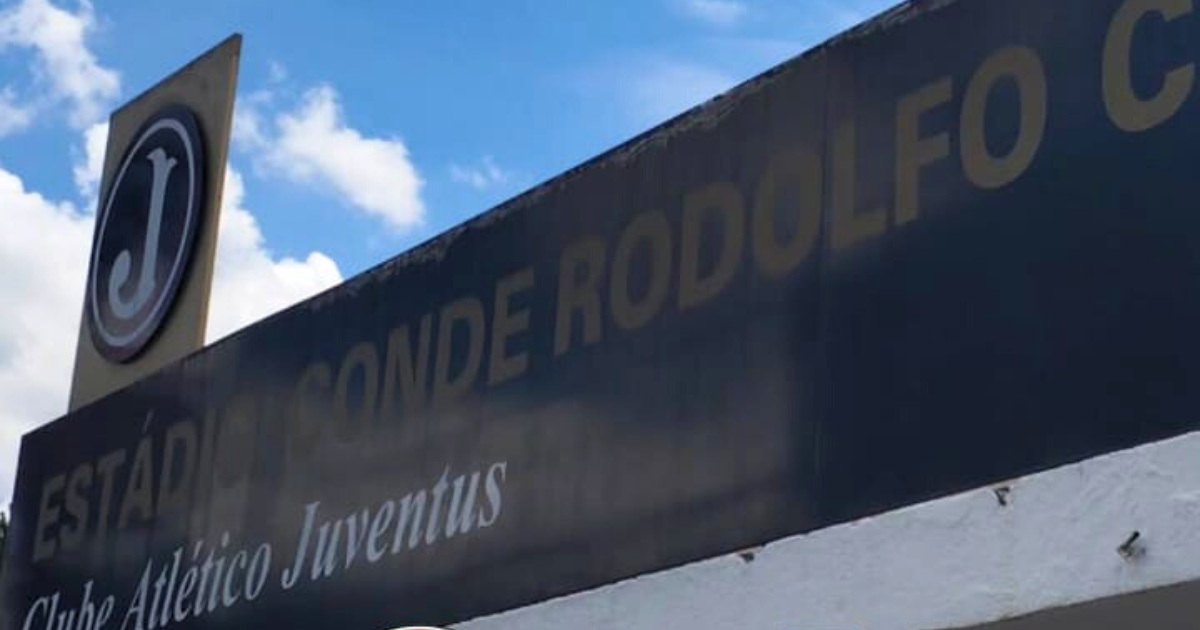 J
ESTÁDIO CONDE RODOLFO C
Clube Atlético Juventus